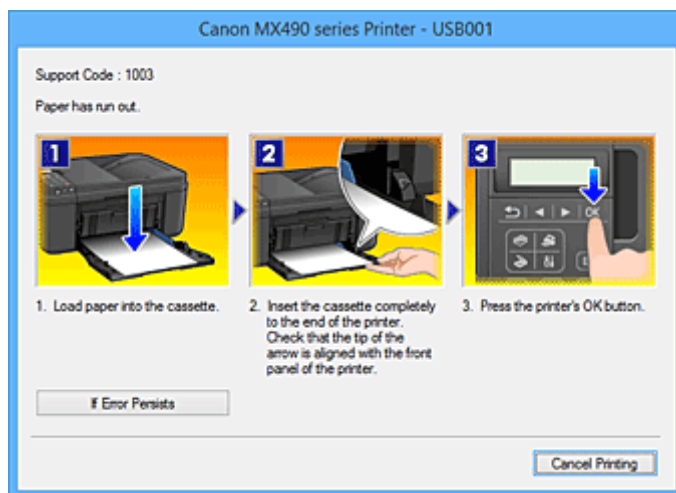 Canon MX490 series Printer - USB001
Support Code : 1003
Paper has run out.
1
2
3
OK
1. Load paper into the cassette.
2. Insert the cassette completely
to the end of the printer.
Check that the tip of the
arrow is aligned with the front
panel of the printer.
3. Press the printer's OK button.
If Error Persists
Cancel Printing